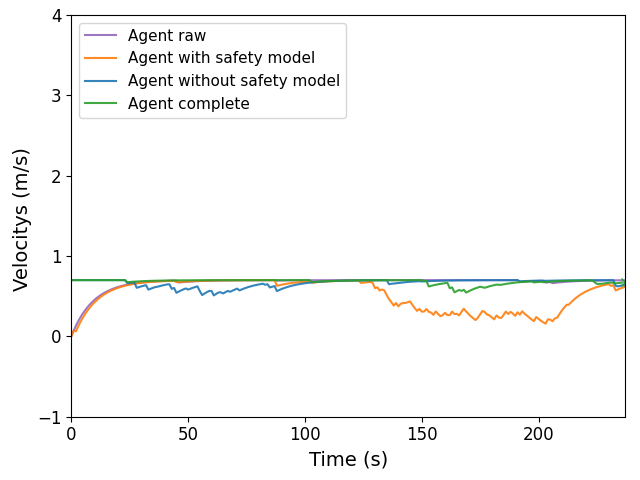 Agent raw
Agent with safety model
Agent without safety model
Agent complete
4
3
2
1
0
−1
Velocitys (m/s)
0 50 100 150 200
Time (s)